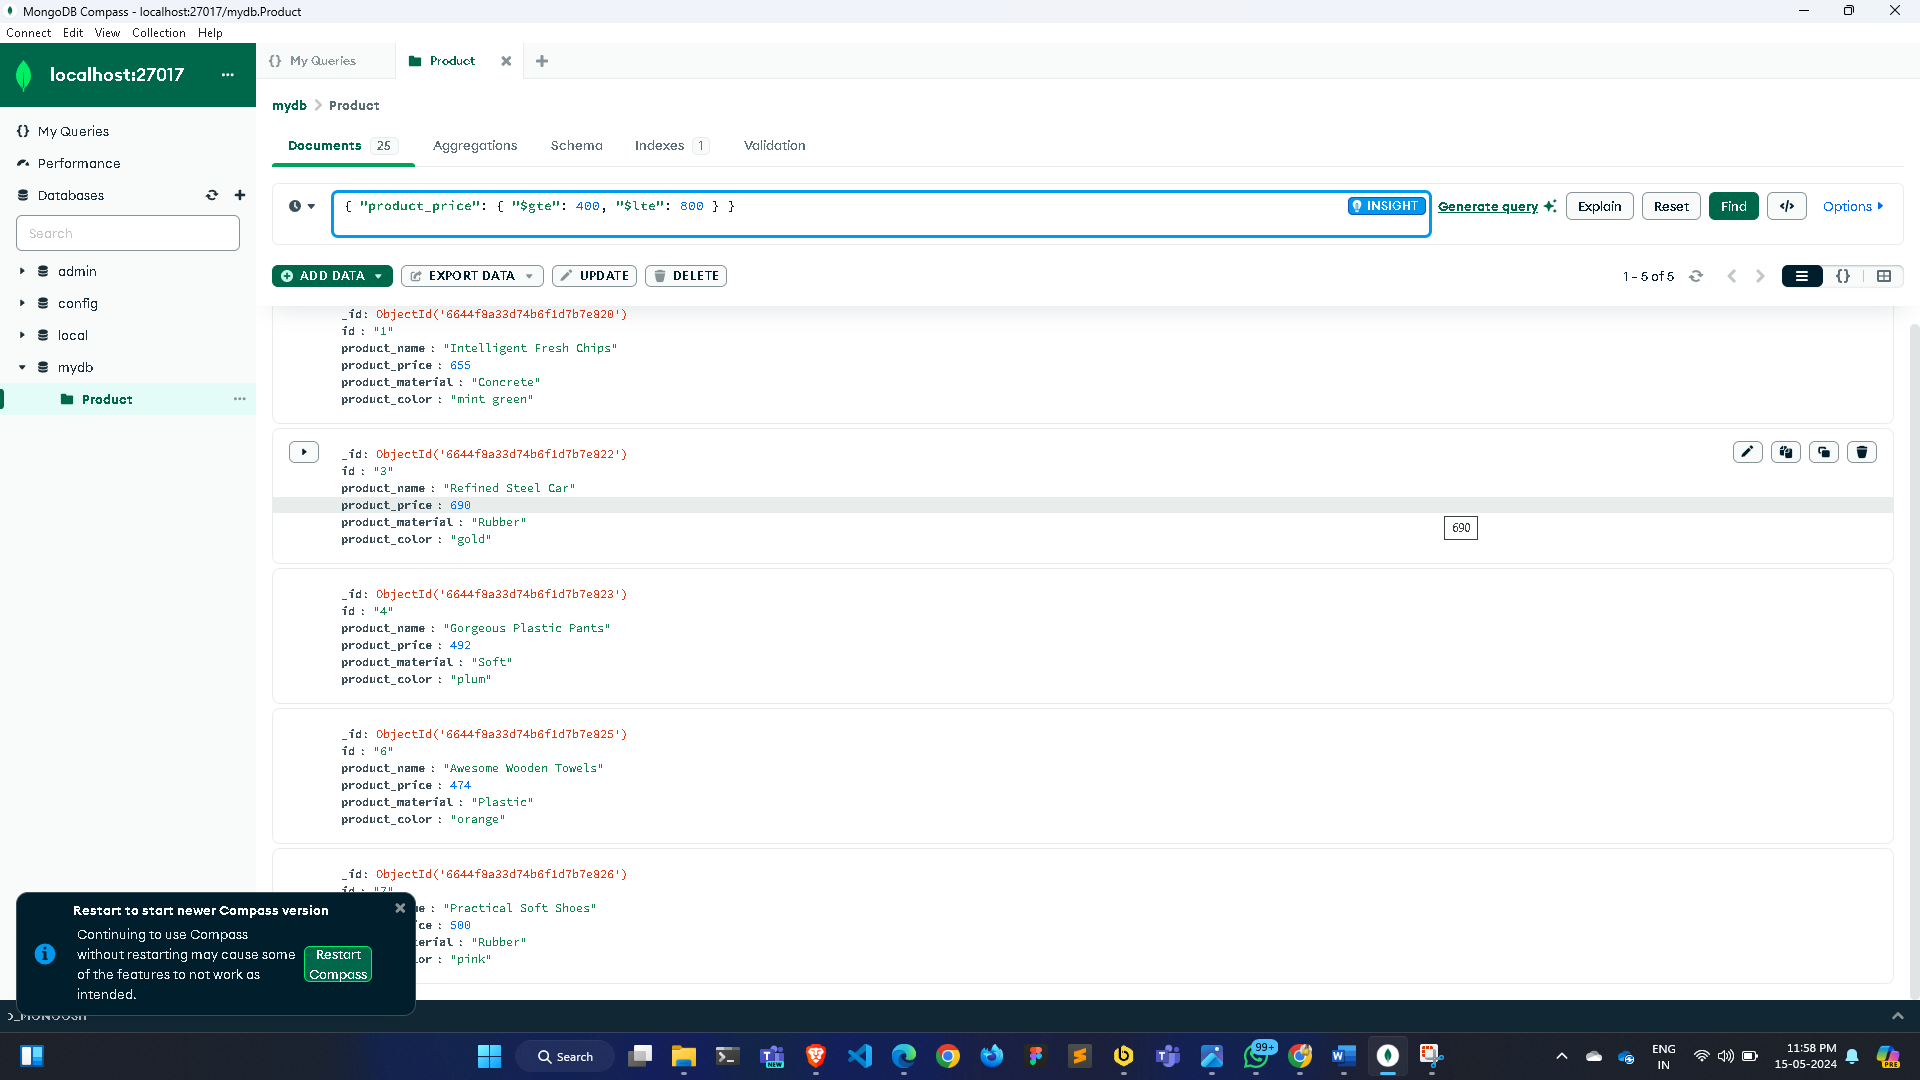 MongoDB Compass - localhost:27017/mydb.Product
Connect Edit View Collection Help
localhost:27017
{} My Queries
Product
mydb > Product
{} My Queries
Performance
Databases
Search
admin
config
local
mydb
Product
Documents 25 Aggregations Schema Indexes 1 Validation
{ "product_price": { "$gte": 400, "$lte": 800 } }
INSIGHT
Generate query Explain Reset Find </> Options
ADD DATA EXPORT DATA UPDATE DELETE
1 – 5 of 5
{}
_id: ObjectId('6644f8a33d74b6f1d7b7e820')
id : "1"
product_name : "Intelligent Fresh Chips"
product_price : 655
product_material : "Concrete"
product_color : "mint green"
_id: ObjectId('6644f8a33d74b6f1d7b7e822')
id : "3"
product_name : "Refined Steel Car"
product_price : 690
product_material : "Rubber"
product_color : "gold"
690
_id: ObjectId('6644f8a33d74b6f1d7b7e823')
id : "4"
product_name : "Gorgeous Plastic Pants"
product_price : 492
product_material : "Soft"
product_color : "plum"
_id: ObjectId('6644f8a33d74b6f1d7b7e825')
id : "6"
product_name : "Awesome Wooden Towels"
product_price : 474
product_material : "Plastic"
product_color : "orange"
_id: ObjectId('6644f8a33d74b6f1d7b7e826')
id : "7"
me : "Practical Soft Shoes"
ice : 500
terial : "Rubber"
lor : "pink"
Restart to start newer Compass version
Continuing to use Compass
without restarting may cause some
of the features to not work as
intended.
Restart
Compass
>_MONGOSH
Search
NEW
99+
ENG
IN
11:58 PM
15-05-2024
PRE